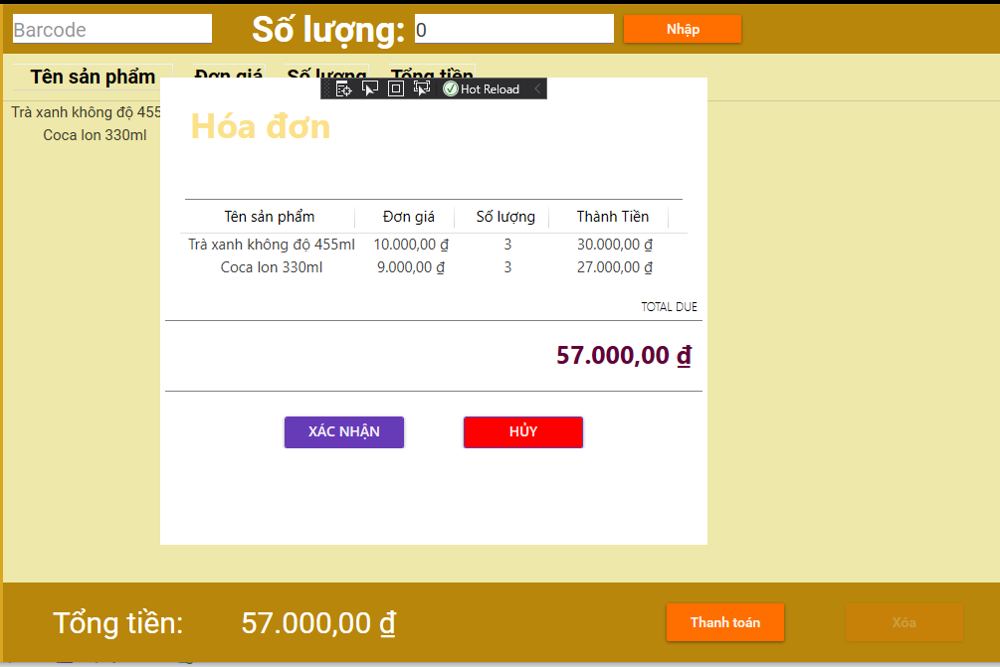 Barcode Số lượng: 0 Nhập
Tên sản phẩm Đơn giá Số lượng Tổng tiền
Hot Reload
Trà xanh không độ 455
Coca lon 330ml
Hóa đơn
Tên sản phẩm Đơn giá Số lượng Thành Tiền
Trà xanh không độ 455ml 10.000,00 ₫ 3 30.000,00 ₫
Coca lon 330ml 9.000,00 ₫ 3 27.000,00 ₫
TOTAL DUE
57.000,00 ₫
XÁC NHẬN HỦY
Tổng tiền: 57.000,00 ₫ Thanh toán Xóa